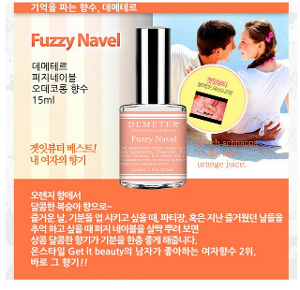 기억을 파는 향수, 데메테르
Fuzzy Navel
데메테르
퍼지네이블
오데코롱 향수
15ml
겟잇뷰티 베스트!
내 여자의 향기
DEMETER
Fuzzy Navel
겟잇뷰티
orange juice.
오렌지 향에서
달콤한 복숭아 향으로~
즐거운 날, 기분을 업 시키고 싶을 때, 파티장, 혹은 지난 즐거웠던 날들을
추억 하고 싶을 때 퍼지 네이블을 살짝 뿌려 보면
상콤 달콤한 향기가 기분을 한층 좋게 해줍니다.
온스타일 Get it beauty의 남자가 좋아하는 여자향수 2위,
바로 그 향기!!